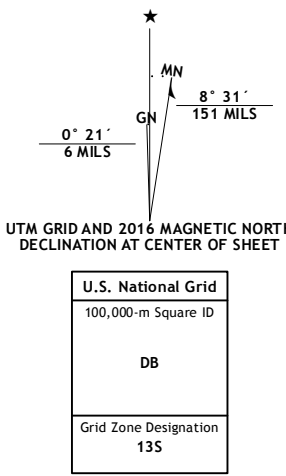 ★
MN
GN
8° 31´
151 MILS
0° 21´
6 MILS
UTM GRID AND 2016 MAGNETIC NORTH
DECLINATION AT CENTER OF SHEET
U.S. National Grid
100,000-m Square ID
DB
Grid Zone Designation
13S